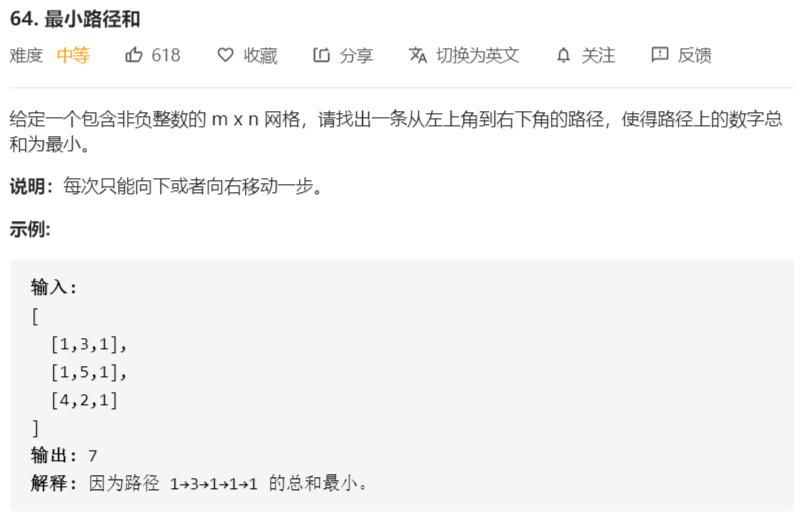 64. 最小路径和
难度 中等 618 收藏 分享 切换为英文 关注 反馈
给定一个包含非负整数的 m x n 网格，请找出一条从左上角到右下角的路径，使得路径上的数字总
和为最小。
说明：每次只能向下或者向右移动一步。
示例:
输入:
[
  [1,3,1],
  [1,5,1],
  [4,2,1]
]
输出: 7
解释: 因为路径 1→3→1→1→1 的总和最小。